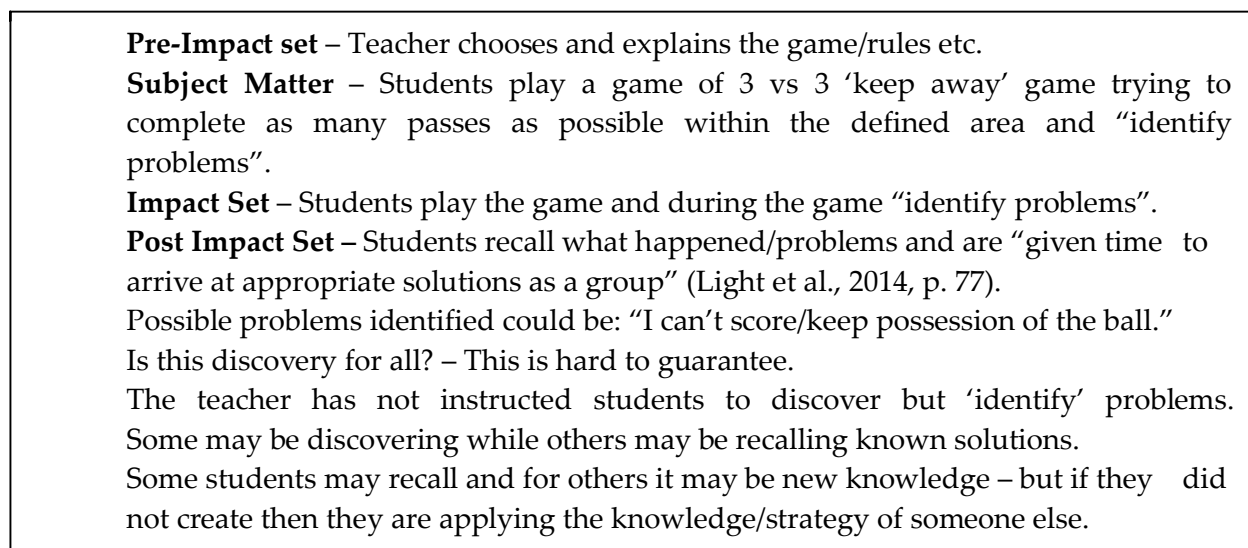 Pre-Impact set – Teacher chooses and explains the game/rules etc.
Subject Matter – Students play a game of 3 vs 3 ‘keep away’ game trying to
complete as many passes as possible within the defined area and “identify
problems”.
Impact Set – Students play the game and during the game “identify problems”.
Post Impact Set – Students recall what happened/problems and are “given time to
arrive at appropriate solutions as a group” (Light et al., 2014, p. 77).
Possible problems identified could be: “I can’t score/keep possession of the ball.”
Is this discovery for all? – This is hard to guarantee.
The teacher has not instructed students to discover but ‘identify’ problems.
Some may be discovering while others may be recalling known solutions.
Some students may recall and for others it may be new knowledge – but if they did
not create then they are applying the knowledge/strategy of someone else.